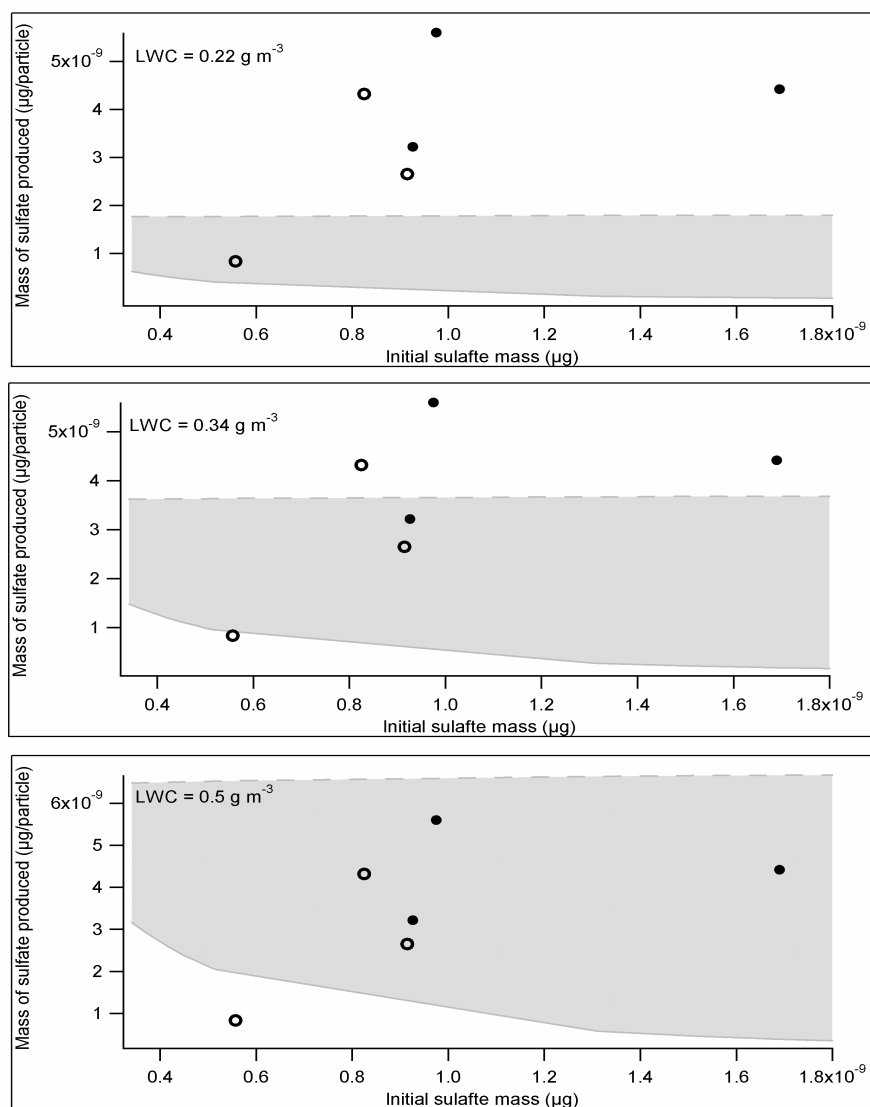 LWC = 0.22 g m-3
Mass of sulfate produced (µg/particle)
5x10-9
4
3
2
1
0.4 0.6 0.8 1.0 1.2 1.4 1.6 1.8x10-9
Initial sulafte mass (µg)
LWC = 0.34 g m-3
Mass of sulfate produced (µg/particle)
5x10-9
4
3
2
1
0.4 0.6 0.8 1.0 1.2 1.4 1.6 1.8x10-9
Initial sulafte mass (µg)
LWC = 0.5 g m-3
Mass of sulfate produced (µg/particle)
6x10-9
5
4
3
2
1
0.4 0.6 0.8 1.0 1.2 1.4 1.6 1.8x10-9
Initial sulafte mass (µg)